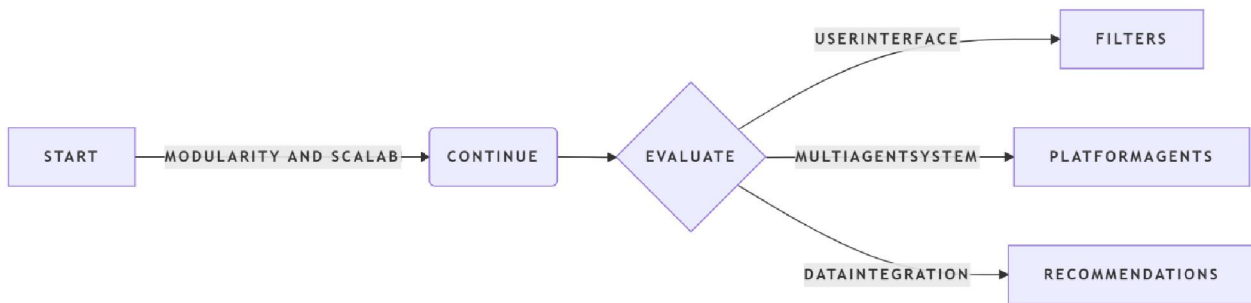 USERINTERFACE
FILTERS
START
MODULARITY AND SCALAB
CONTINUE
EVALUATE
MULTIAGENTSYSTEM
PLATFORMAGENTS
DATAINTEGRATION
RECOMMENDATIONS